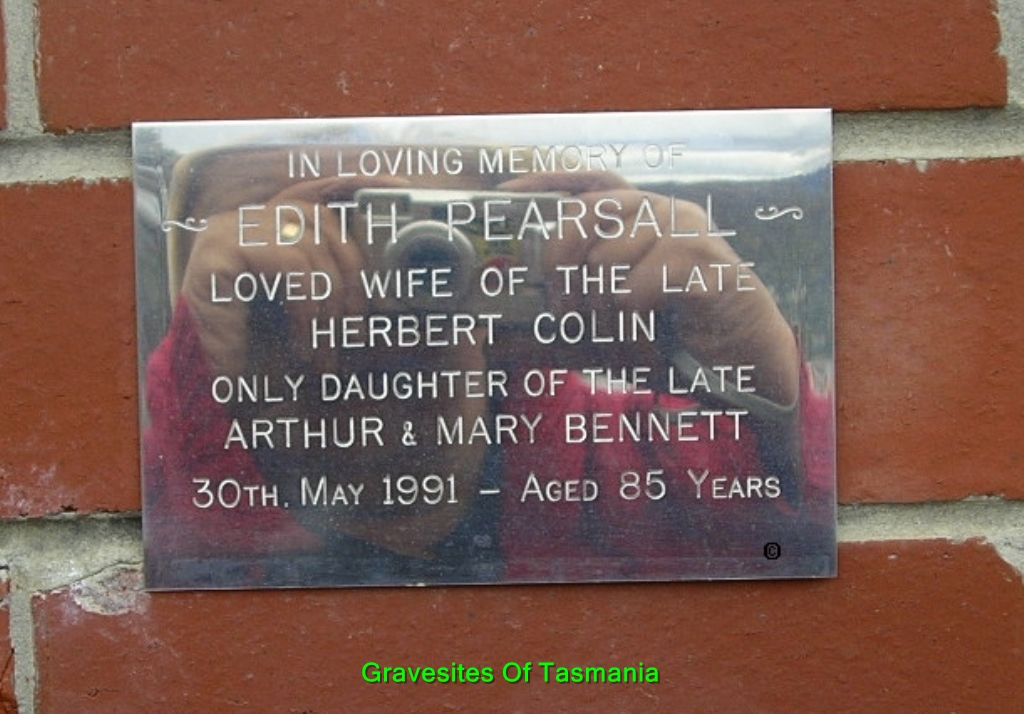 IN LOVING MEMORY OF
EDITH PEARSALL
LOVED WIFE OF THE LATE
HERBERT COLIN
ONLY DAUGHTER OF THE LATE
ARTHUR & MARY BENNETT
30TH. MAY 1991 – AGED 85 YEARS
©
Gravesites Of Tasmania